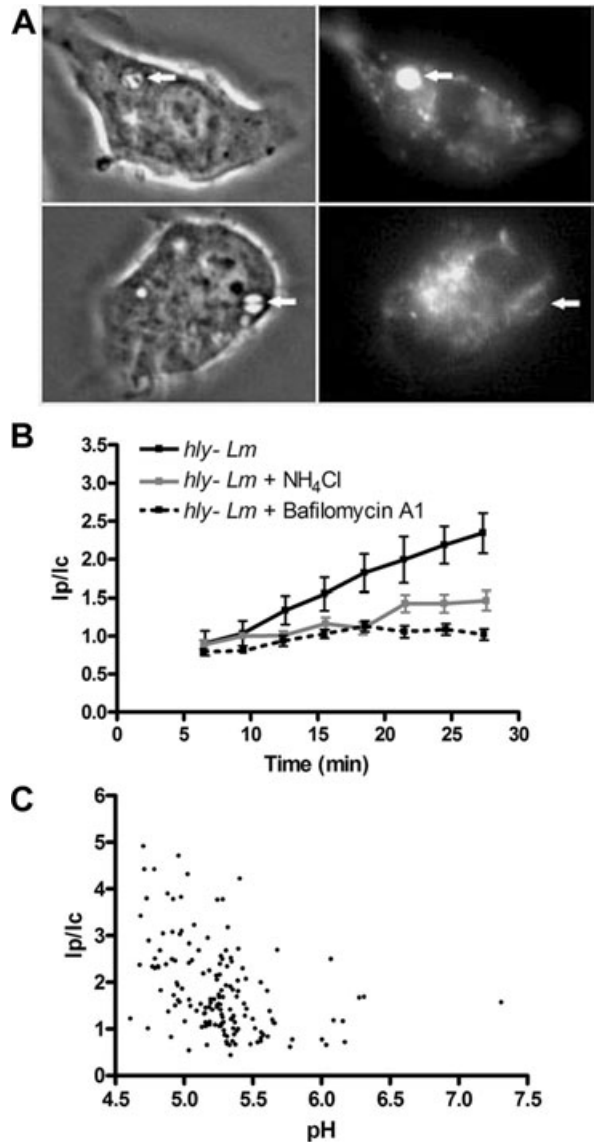 A
B
3.5
3.0
2.5
2.0
1.5
1.0
0.5
0.0
Ip/Ic
hly- Lm
hly- Lm + NH₄Cl
hly- Lm + Bafilomycin A1
0 5 10 15 20 25 30
Time (min)
C
6
5
4
3
2
1
0
Ip/Ic
4.5 5.0 5.5 6.0 6.5 7.0 7.5
pH